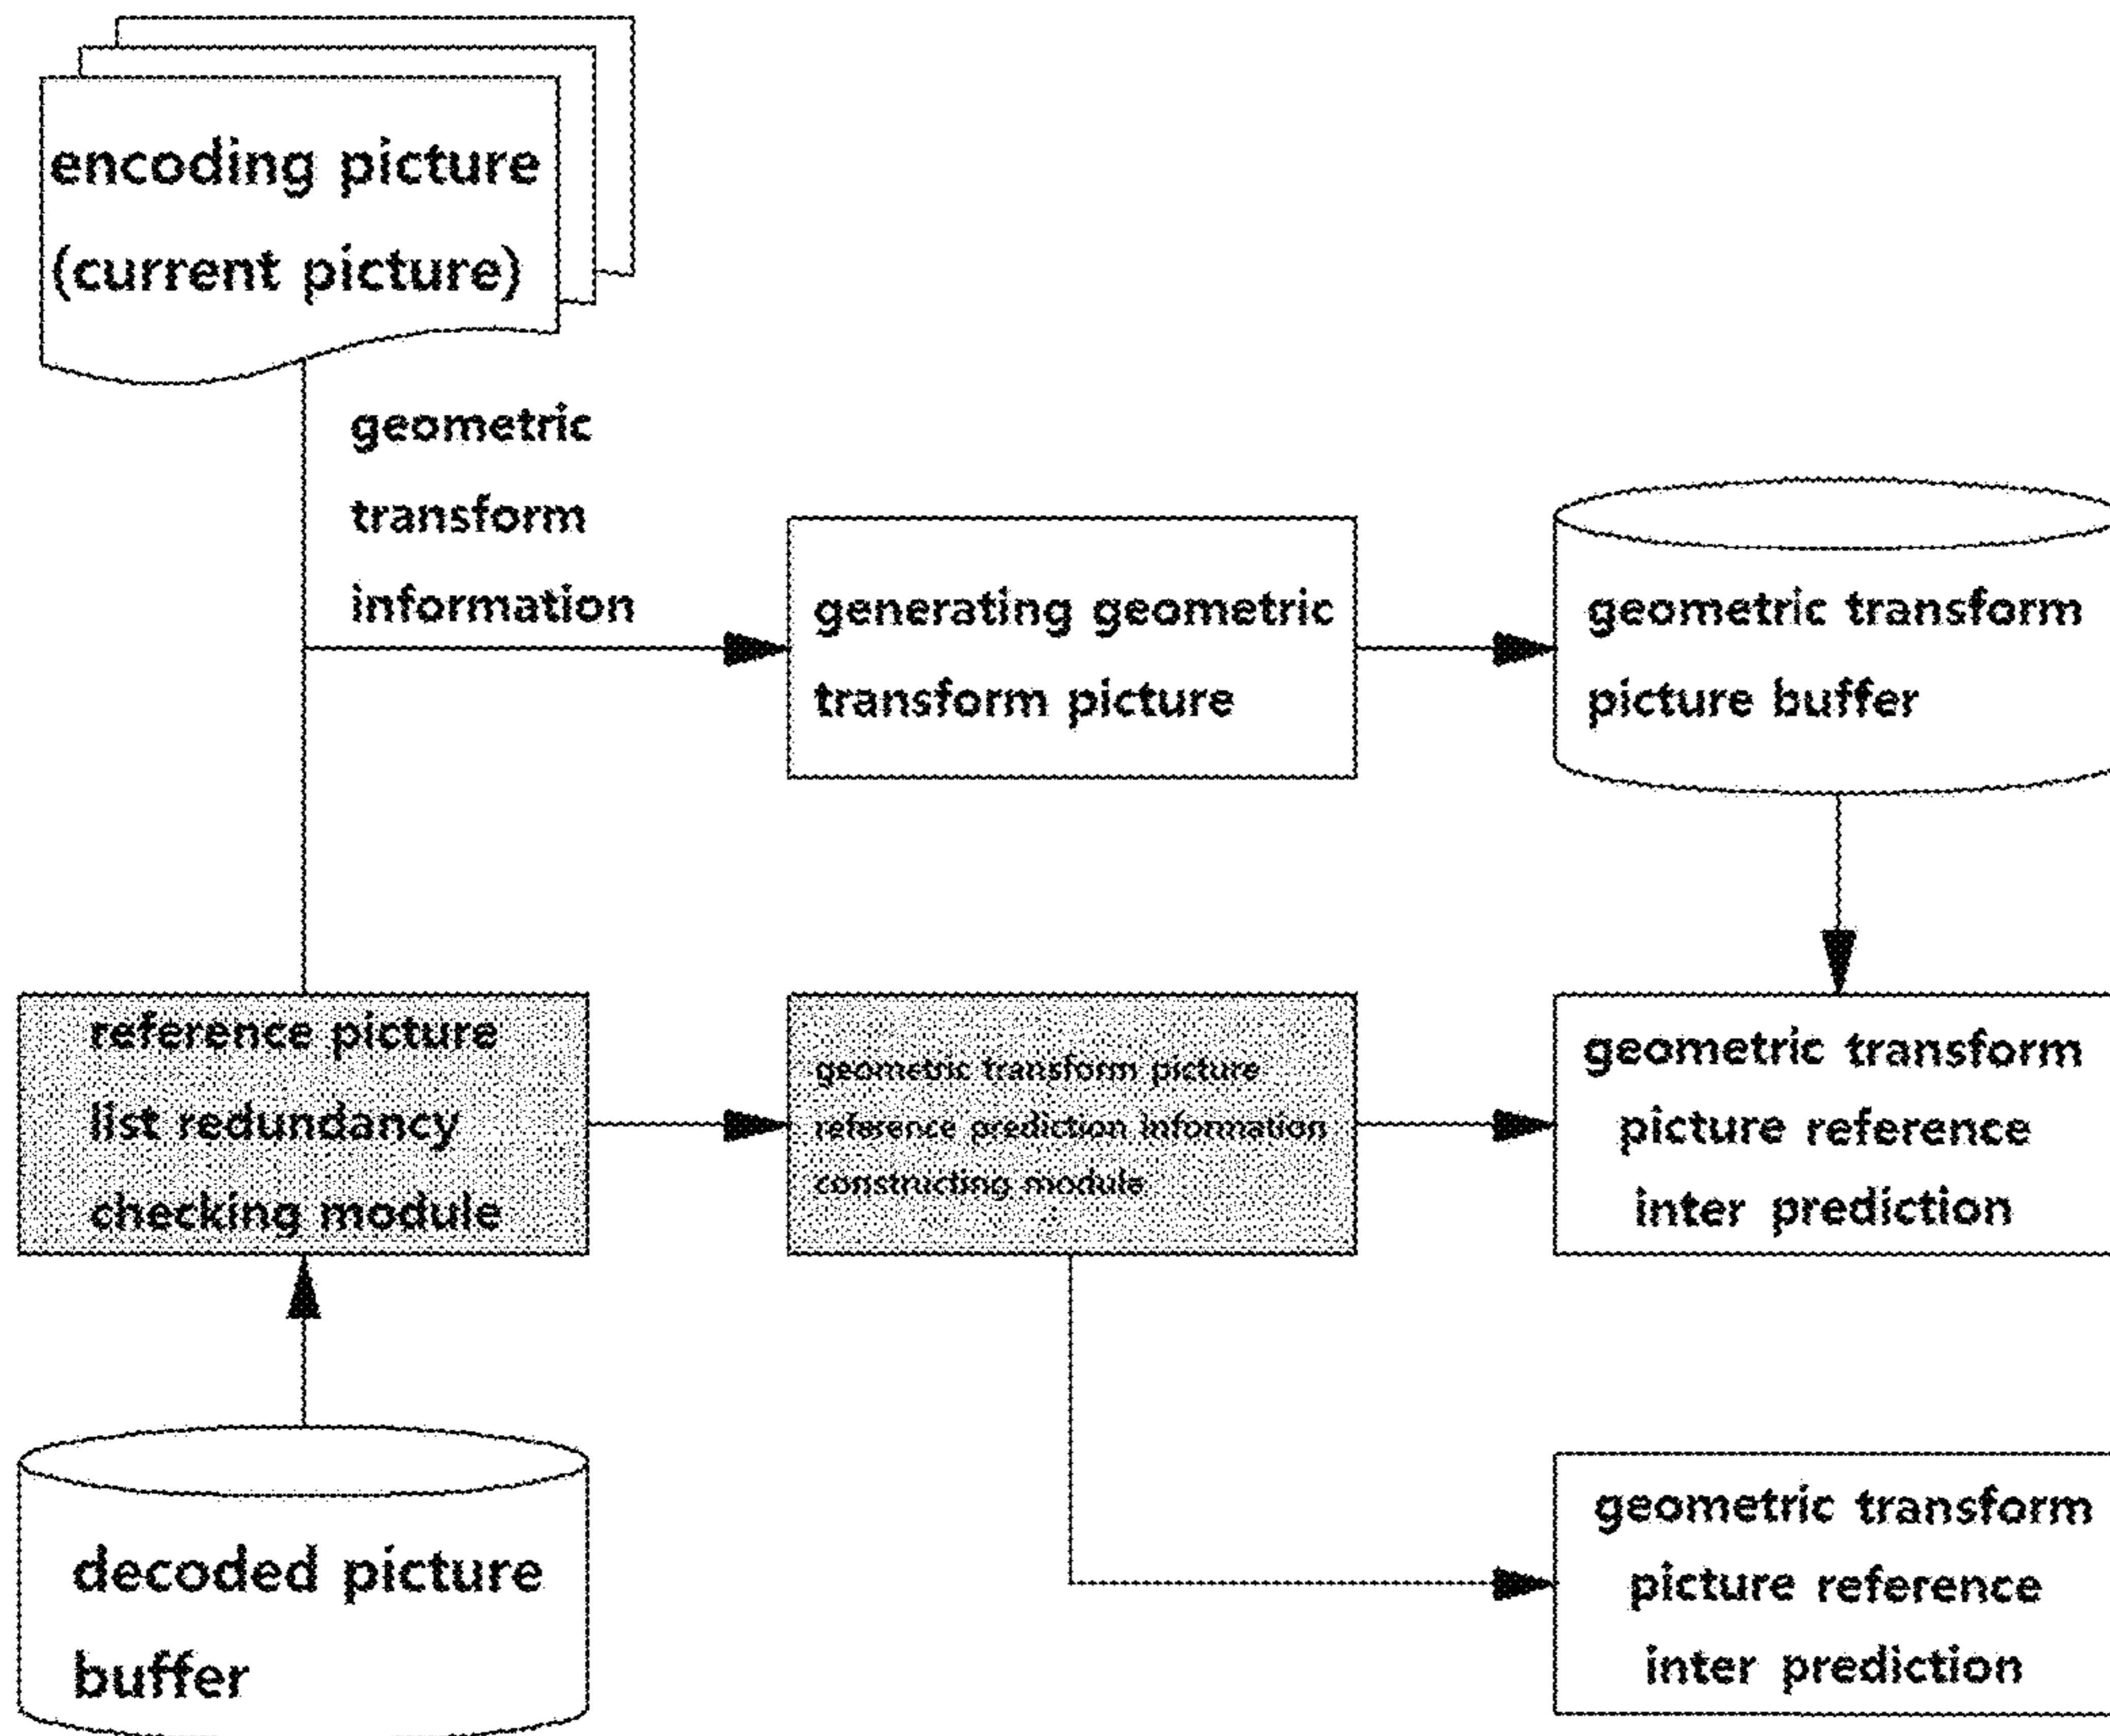 encoding picture
(current picture)
geometric
transform
information
generating geometric
transform picture
geometric transform
picture buffer
reference picture
list redundancy
checking module
geometric transform picture
reference prediction information
constructing module
geometric transform
picture reference
inter prediction
decoded picture
buffer
geometric transform
picture reference
inter prediction